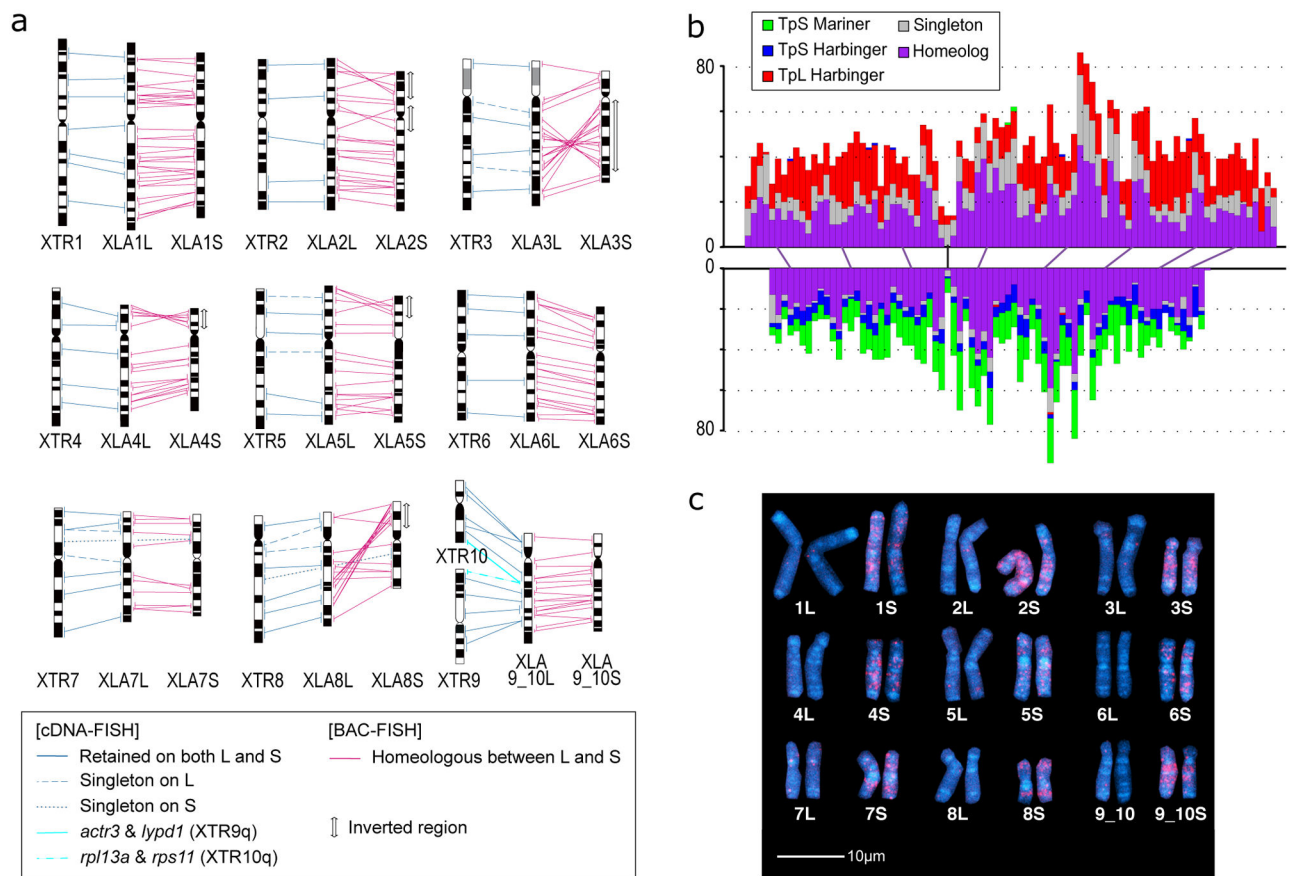 a
XTR1 XLA1L XLA1S
XTR2 XLA2L XLA2S
XTR3 XLA3L XLA3S
XTR4 XLA4L XLA4S
XTR5 XLA5L XLA5S
XTR6 XLA6L XLA6S
XTR7 XLA7L XLA7S
XTR8 XLA8L XLA8S
XTR10
XTR9 XLA 9_10L XLA 9_10S
[cDNA-FISH]
Retained on both L and S
Singleton on L
Singleton on S
actr3 & lypd1 (XTR9q)
rpl13a & rps11 (XTR10q)
[BAC-FISH]
Homeologous between L and S
Inverted region
b
TpS Mariner
TpS Harbinger
TpL Harbinger
Singleton
Homeolog
80
0
0
80
c
1L 1S 2L 2S 3L 3S
4L 4S 5L 5S 6L 6S
7L 7S 8L 8S 9_10 9_10S
10μm